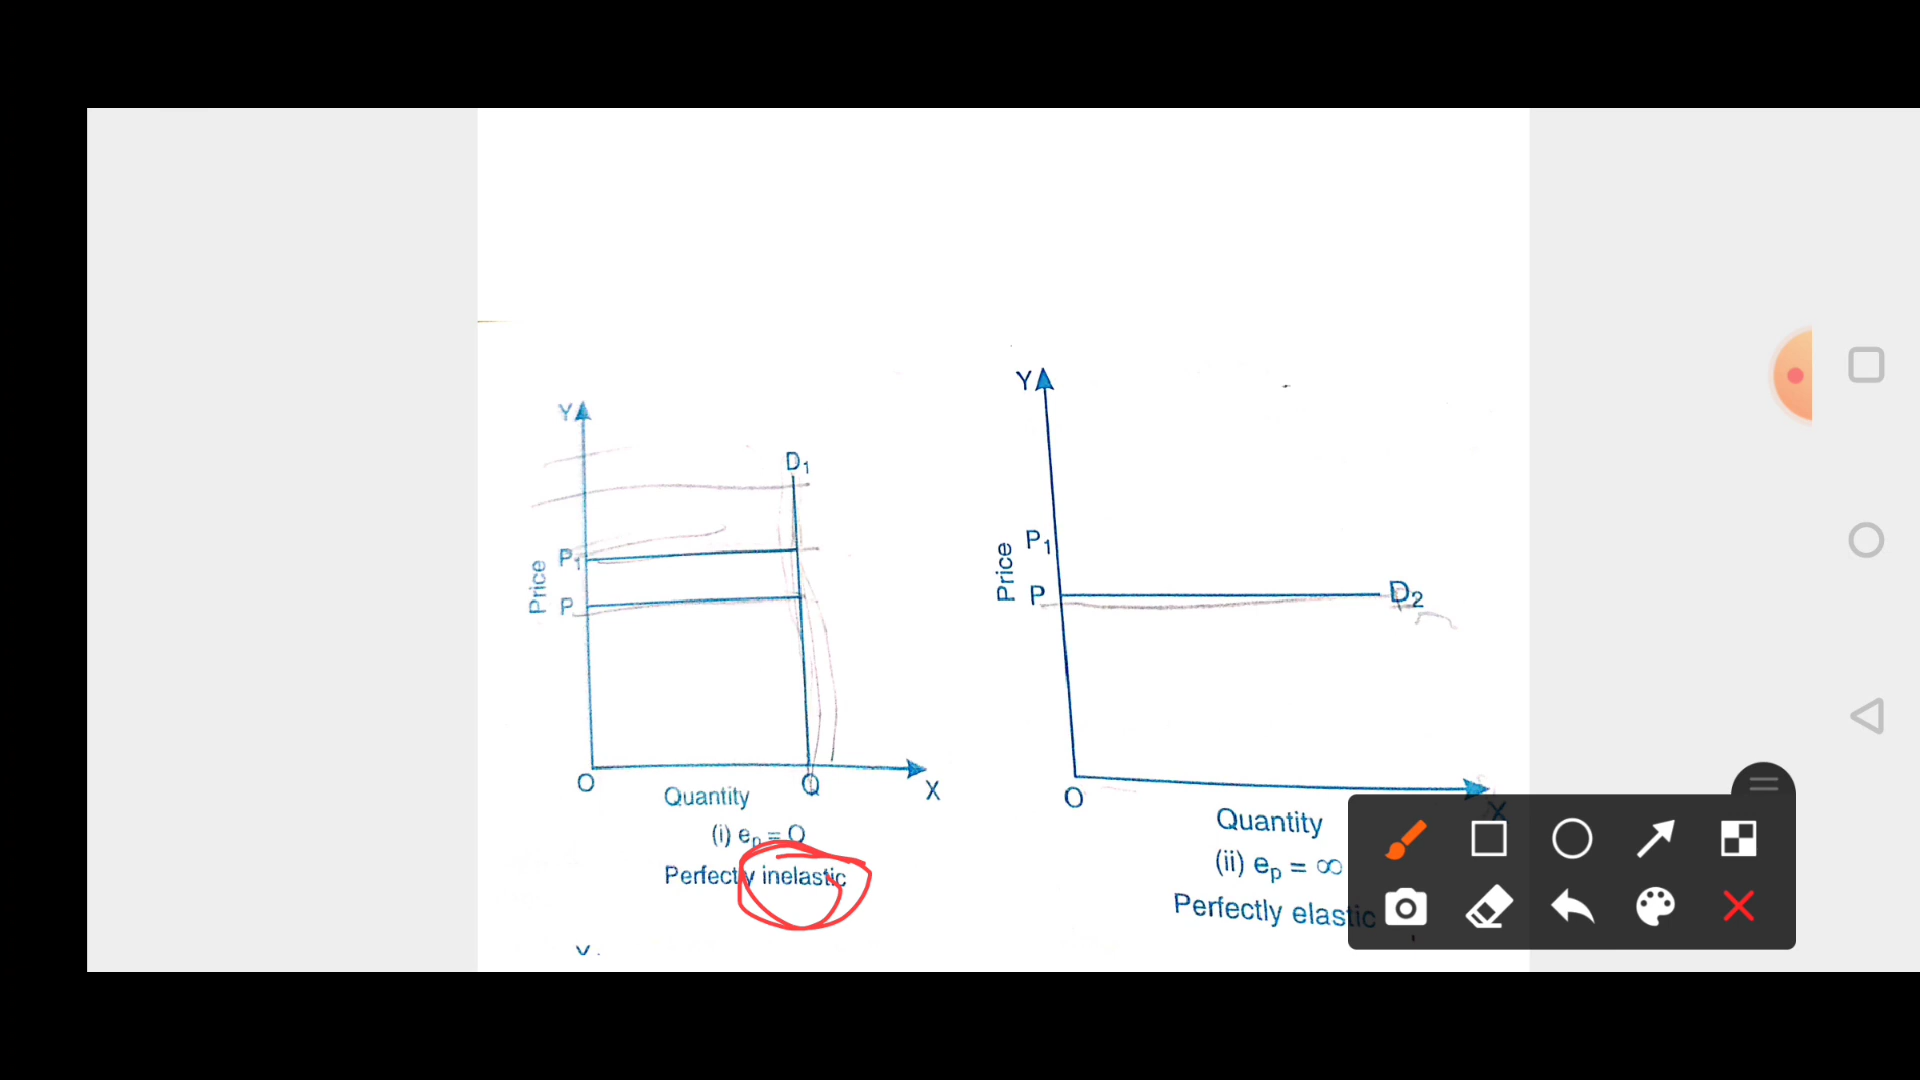 Y
D1
P1
P
Price
O
Quantity
Q
X
(i) ep = O
Perfectly inelastic
Y
P1
P
Price
D2
O
X
Quantity
(ii) ep = ∞
Perfectly elastic
Y